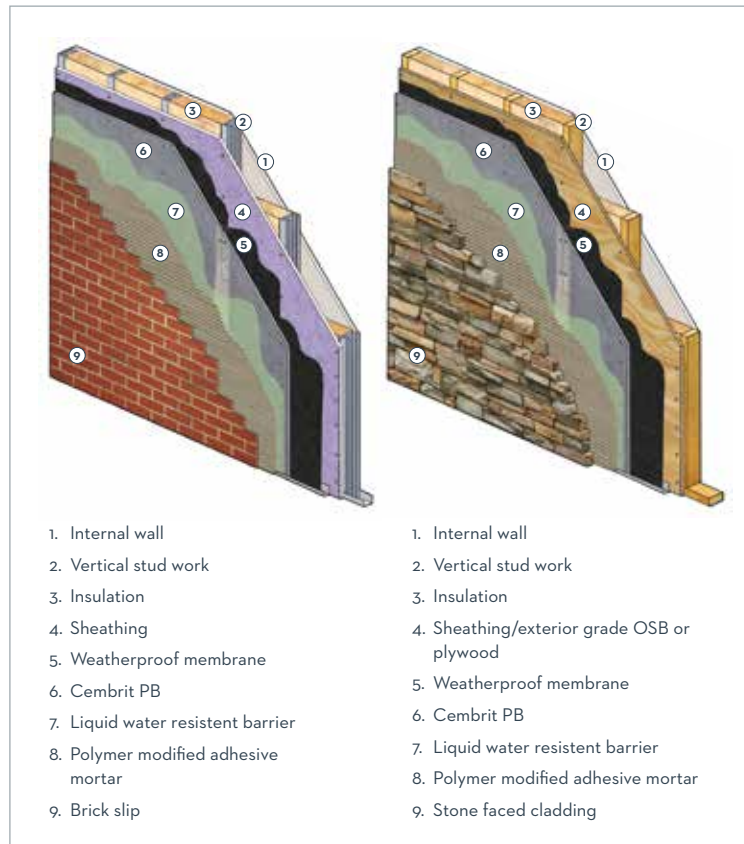 3
2
1
6
4
7
5
8
9
3
2
1
6
4
7
5
8
9
1. Internal wall
2. Vertical stud work
3. Insulation
4. Sheathing
5. Weatherproof membrane
6. Cembrit PB
7. Liquid water resistent barrier
8. Polymer modified adhesive
mortar
9. Brick slip
1. Internal wall
2. Vertical stud work
3. Insulation
4. Sheathing/exterior grade OSB or
plywood
5. Weatherproof membrane
6. Cembrit PB
7. Liquid water resistent barrier
8. Polymer modified adhesive mortar
9. Stone faced cladding